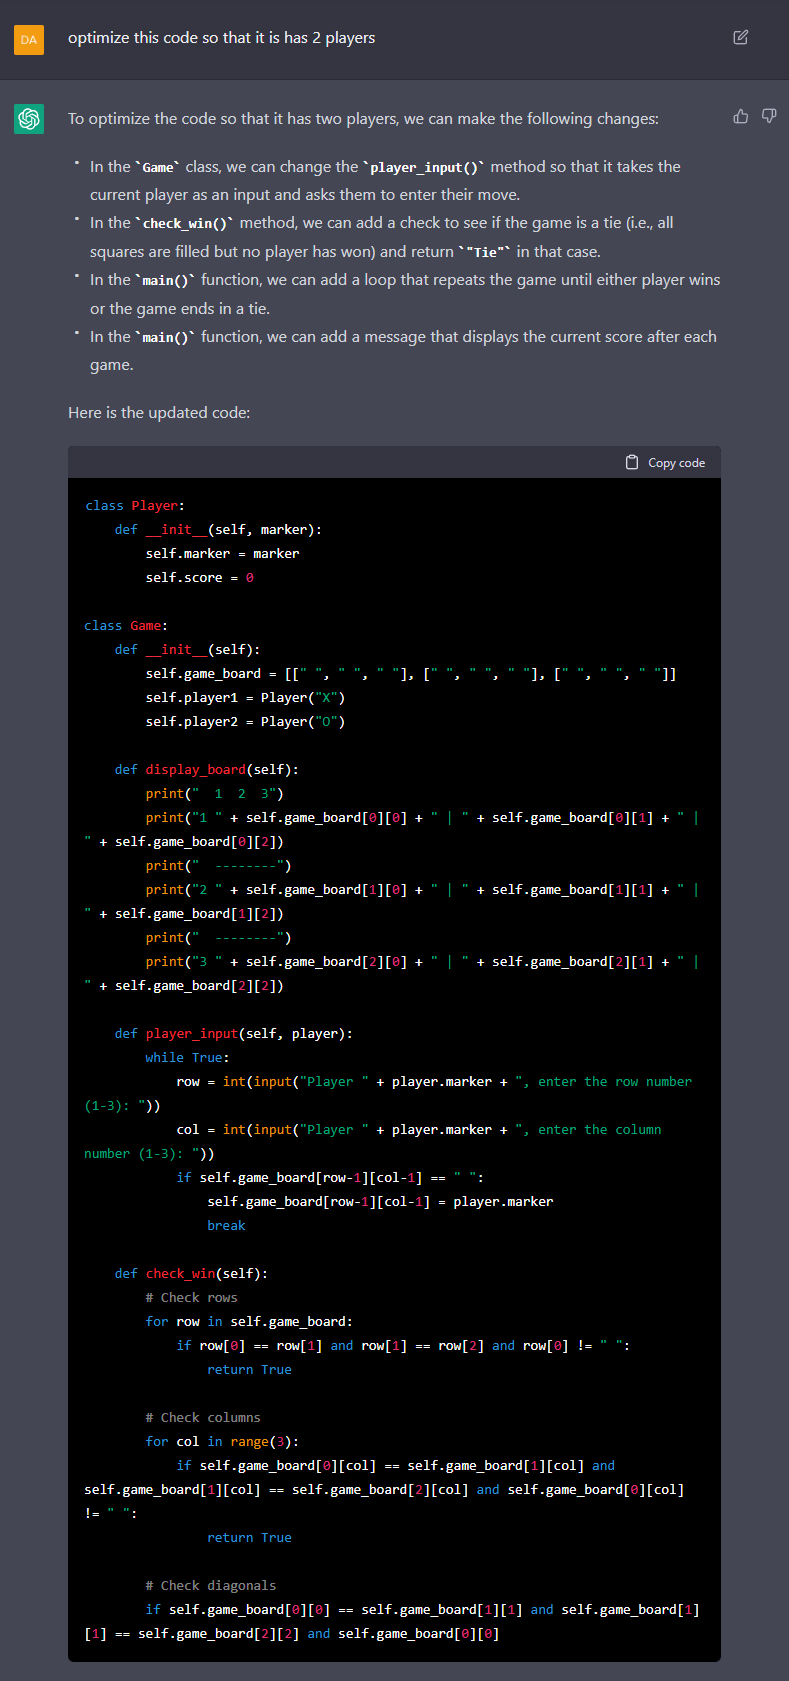 DA
optimize this code so that it is has 2 players
To optimize the code so that it has two players, we can make the following changes:
• In the `Game` class, we can change the `player_input()` method so that it takes the
current player as an input and asks them to enter their move.
• In the `check_win()` method, we can add a check to see if the game is a tie (i.e., all
squares are filled but no player has won) and return `"Tie"` in that case.
• In the `main()` function, we can add a loop that repeats the game until either player wins
or the game ends in a tie.
• In the `main()` function, we can add a message that displays the current score after each
game.
Here is the updated code:
Copy code
class Player:
    def __init__(self, marker):
        self.marker = marker
        self.score = 0

class Game:
    def __init__(self):
        self.game_board = [[" ", " ", " "], [" ", " ", " "], [" ", " ", " "]]
        self.player1 = Player("X")
        self.player2 = Player("O")

    def display_board(self):
        print("  1  2  3")
        print("1 " + self.game_board[0][0] + " | " + self.game_board[0][1] + " |
" + self.game_board[0][2])
        print("  --------")
        print("2 " + self.game_board[1][0] + " | " + self.game_board[1][1] + " |
" + self.game_board[1][2])
        print("  --------")
        print("3 " + self.game_board[2][0] + " | " + self.game_board[2][1] + " |
" + self.game_board[2][2])

    def player_input(self, player):
        while True:
            row = int(input("Player " + player.marker + ", enter the row number
(1-3): "))
            col = int(input("Player " + player.marker + ", enter the column
number (1-3): "))
            if self.game_board[row-1][col-1] == " ":
                self.game_board[row-1][col-1] = player.marker
                break

    def check_win(self):
        # Check rows
        for row in self.game_board:
            if row[0] == row[1] and row[1] == row[2] and row[0] != " ":
                return True

        # Check columns
        for col in range(3):
            if self.game_board[0][col] == self.game_board[1][col] and
self.game_board[1][col] == self.game_board[2][col] and self.game_board[0][col]
!= " ":
                return True

        # Check diagonals
        if self.game_board[0][0] == self.game_board[1][1] and self.game_board[1]
[1] == self.game_board[2][2] and self.game_board[0][0]